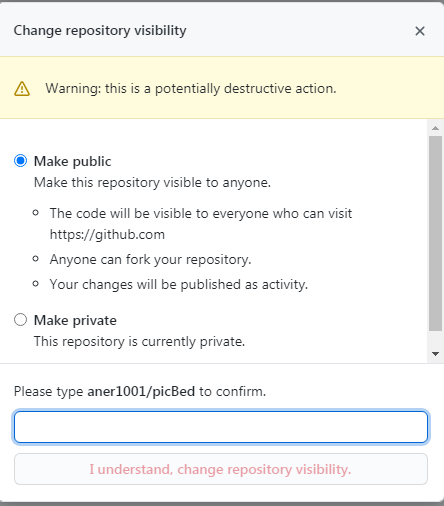 Change repository visibility
Warning: this is a potentially destructive action.
Make public
Make this repository visible to anyone.
The code will be visible to everyone who can visit
https://github.com
Anyone can fork your repository.
Your changes will be published as activity.
Make private
This repository is currently private.
Please type aner1001/picBed to confirm.
I understand, change repository visibility.